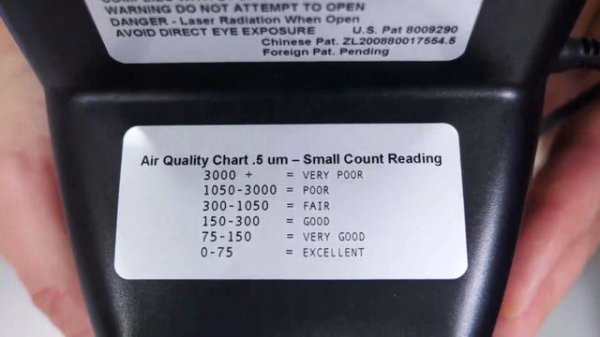 WARNING DO NOT ATTEMPT TO OPEN
DANGER - Laser Radiation When Open
AVOID DIRECT EYE EXPOSURE U.S. Pat 8009290
Chinese Pat. ZL200880017554.5
Foreign Pat. Pending
Air Quality Chart .5 um – Small Count Reading
3000 + = VERY POOR
1050-3000 = POOR
300-1050 = FAIR
150-300 = GOOD
75-150 = VERY GOOD
0-75 = EXCELLENT